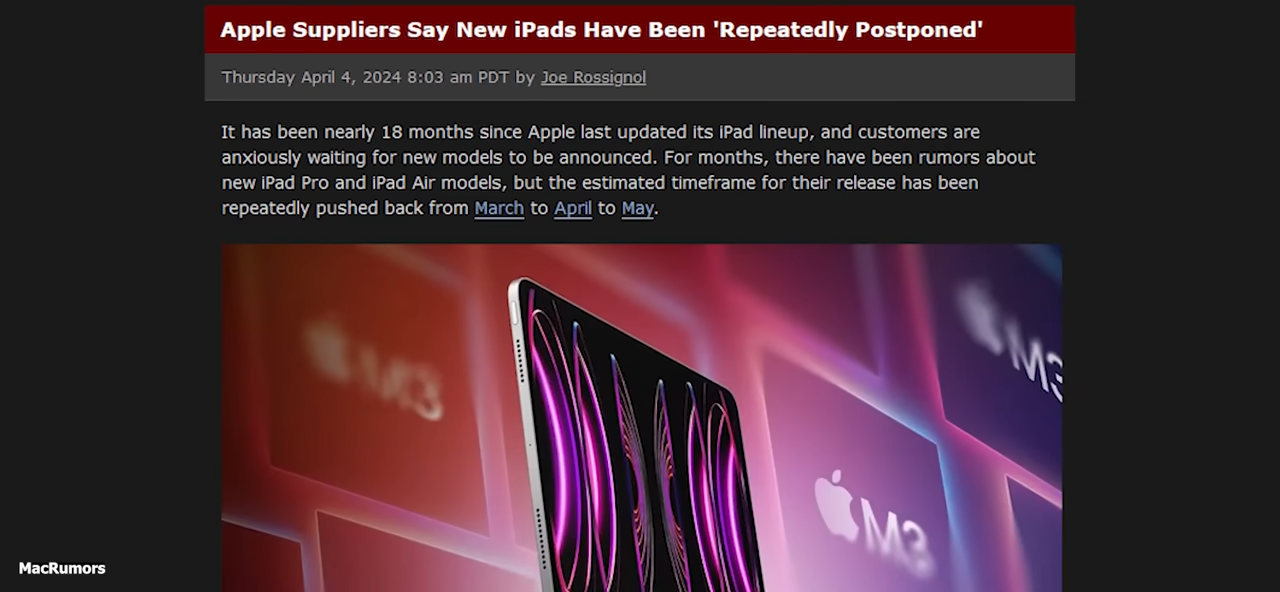 Apple Suppliers Say New iPads Have Been 'Repeatedly Postponed'
Thursday April 4, 2024 8:03 am PDT by Joe Rossignol
It has been nearly 18 months since Apple last updated its iPad lineup, and customers are
anxiously waiting for new models to be announced. For months, there have been rumors about
new iPad Pro and iPad Air models, but the estimated timeframe for their release has been
repeatedly pushed back from March to April to May.
M3
M3
M3
MacRumors